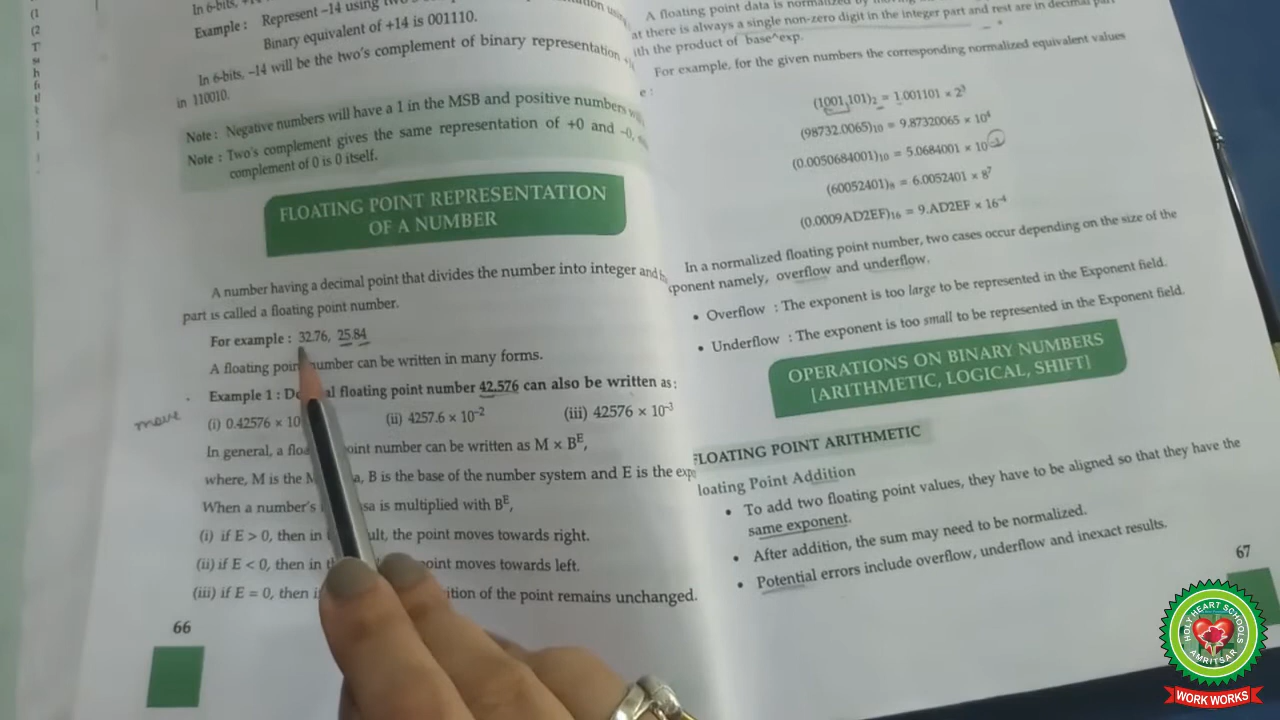 In 6-bits,
Example : Represent –14 using
Binary equivalent of +14 is 001110.
In 6-bits, –14 will be the two's complement of binary representation
in 110010.
Note : Negative numbers will have a 1 in the MSB and positive numbers
Note : Two's complement gives the same representation of +0 and –0,
complement of 0 is 0 itself.
FLOATING POINT REPRESENTATION
OF A NUMBER
A number having a decimal point that divides the number into integer and
part is called a floating point number.
For example : 32.76, 25.84
A floating point number can be written in many forms.
Example 1 : floating point number 42.576 can also be written as:
move
(i) 0.42576 × 10 (ii) 4257.6 × 10⁻² (iii) 42576 × 10⁻³
In general, a point number can be written as M × Bᴱ,
where, M is the B is the base of the number system and E is the
When a number's is multiplied with Bᴱ,
(i) if E > 0, then in the point moves towards right.
(ii) if E < 0, then in point moves towards left.
(iii) if E = 0, then of the point remains unchanged.
66
A floating point data is normalized by moving
at there is always a single non-zero digit in the integer part and rest are in decimal part
ith the product of base^exp.
For example, for the given numbers the corresponding normalized equivalent values
e :
(1001.101)₂ = 1.001101 × 2³
(98732.0065)₁₀ = 9.87320065 × 10⁴
(0.0050684001)₁₀ = 5.0684001 × 10⁻³
(60052401)₈ = 6.0052401 × 8⁷
(0.0009AD2EF)₁₆ = 9.AD2EF × 16⁻⁴
In a normalized floating point number, two cases occur depending on the size of the
xponent namely, overflow and underflow.
• Overflow : The exponent is too large to be represented in the Exponent field.
• Underflow : The exponent is too small to be represented in the Exponent field.
OPERATIONS ON BINARY NUMBERS
[ARITHMETIC, LOGICAL, SHIFT]
FLOATING POINT ARITHMETIC
loating Point Addition
• To add two floating point values, they have to be aligned so that they have the
same exponent.
• After addition, the sum may need to be normalized.
• Potential errors include overflow, underflow and inexact results.
67
HOLY HEART SCHOOLS
AMRITSAR
WORK WORKS